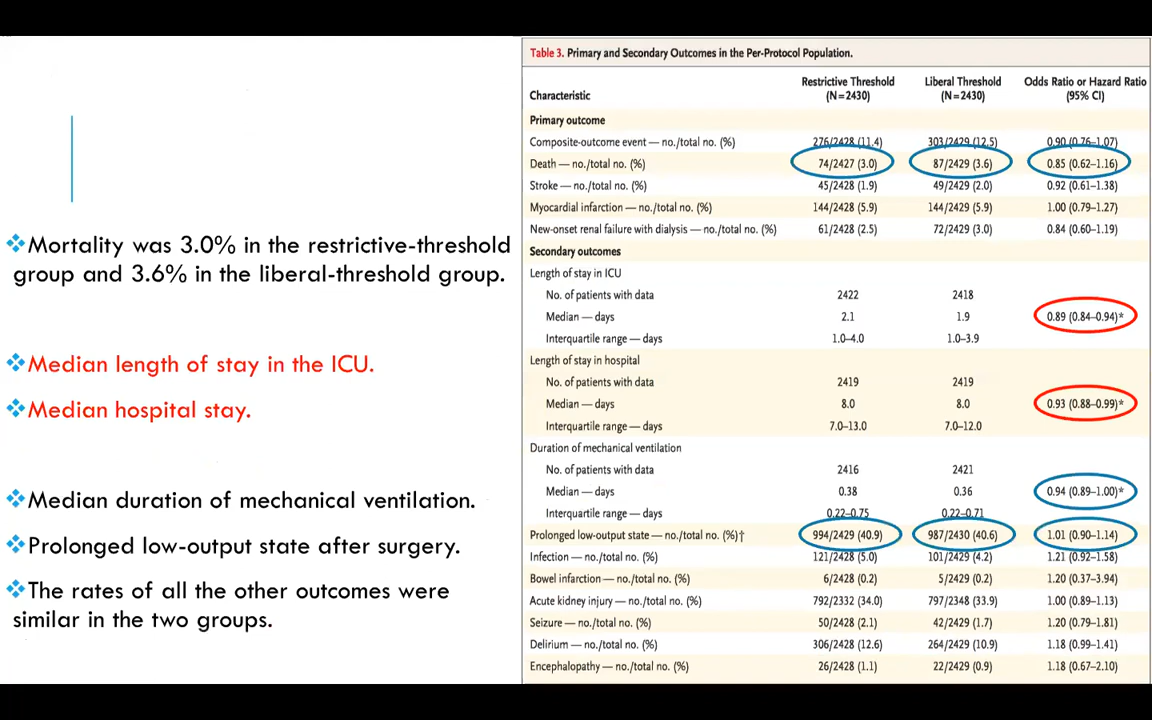 Mortality was 3.0% in the restrictive-threshold
group and 3.6% in the liberal-threshold group.
Median length of stay in the ICU.
Median hospital stay.
Median duration of mechanical ventilation.
Prolonged low-output state after surgery.
The rates of all the other outcomes were
similar in the two groups.
Table 3. Primary and Secondary Outcomes in the Per-Protocol Population.
Characteristic Restrictive Threshold (N=2430) Liberal Threshold (N=2430) Odds Ratio or Hazard Ratio (95% CI)
Primary outcome
Composite-outcome event — no./total no. (%) 276/2428 (11.4) 303/2429 (12.5) 0.90 (0.76–1.07)
Death — no./total no. (%) 74/2427 (3.0) 87/2429 (3.6) 0.85 (0.62–1.16)
Stroke — no./total no. (%) 45/2428 (1.9) 49/2429 (2.0) 0.92 (0.61–1.38)
Myocardial infarction — no./total no. (%) 144/2428 (5.9) 144/2429 (5.9) 1.00 (0.79–1.27)
New-onset renal failure with dialysis — no./total no. (%) 61/2428 (2.5) 72/2429 (3.0) 0.84 (0.60–1.19)
Secondary outcomes
Length of stay in ICU
No. of patients with data 2422 2418
Median — days 2.1 1.9 0.89 (0.84–0.94)*
Interquartile range — days 1.0–4.0 1.0–3.9
Length of stay in hospital
No. of patients with data 2419 2419
Median — days 8.0 8.0 0.93 (0.88–0.99)*
Interquartile range — days 7.0–13.0 7.0–12.0
Duration of mechanical ventilation
No. of patients with data 2416 2421
Median — days 0.38 0.36 0.94 (0.89–1.00)*
Interquartile range — days 0.22–0.75 0.22–0.71
Prolonged low-output state — no./total no. (%)† 994/2429 (40.9) 987/2430 (40.6) 1.01 (0.90–1.14)
Infection — no./total no. (%) 121/2428 (5.0) 101/2429 (4.2) 1.21 (0.92–1.58)
Bowel infarction — no./total no. (%) 6/2428 (0.2) 5/2429 (0.2) 1.20 (0.37–3.94)
Acute kidney injury — no./total no. (%) 792/2332 (34.0) 797/2348 (33.9) 1.00 (0.89–1.13)
Seizure — no./total no. (%) 50/2428 (2.1) 42/2429 (1.7) 1.20 (0.79–1.81)
Delirium — no./total no. (%) 306/2428 (12.6) 264/2429 (10.9) 1.18 (0.99–1.41)
Encephalopathy — no./total no. (%) 26/2428 (1.1) 22/2429 (0.9) 1.18 (0.67–2.10)